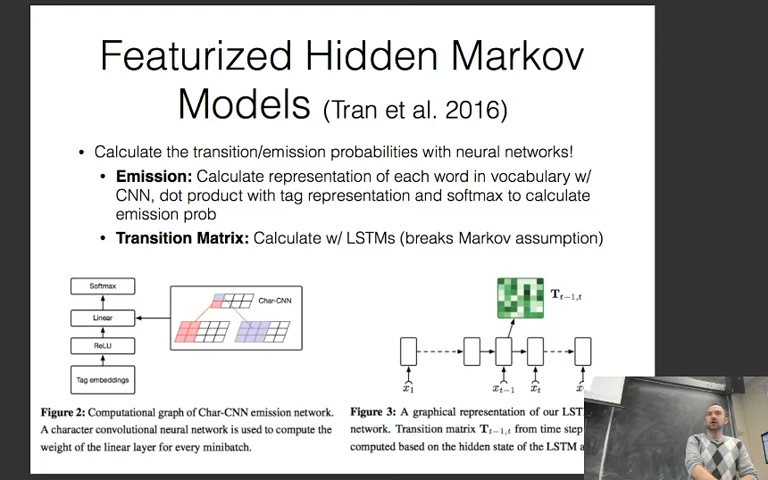 Featurized Hidden Markov
Models (Tran et al. 2016)
• Calculate the transition/emission probabilities with neural networks!
• Emission: Calculate representation of each word in vocabulary w/
CNN, dot product with tag representation and softmax to calculate
emission prob
• Transition Matrix: Calculate w/ LSTMs (breaks Markov assumption)
Softmax
Linear
ReLU
Tag embeddings
Char-CNN
Figure 2: Computational graph of Char-CNN emission network.
A character convolutional neural network is used to compute the
weight of the linear layer for every minibatch.
T_{t−1,t}
x̂_1
x̂_{t−1}
x̂_t
Figure 3: A graphical representation of our LST
network. Transition matrix T_{t−1,t} from time step
computed based on the hidden state of the LSTM a